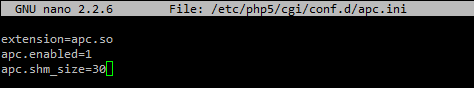 GNU nano 2.2.6 File: /etc/php5/cgi/conf.d/apc.ini
extension=apc.so
apc.enabled=1
apc.shm_size=30